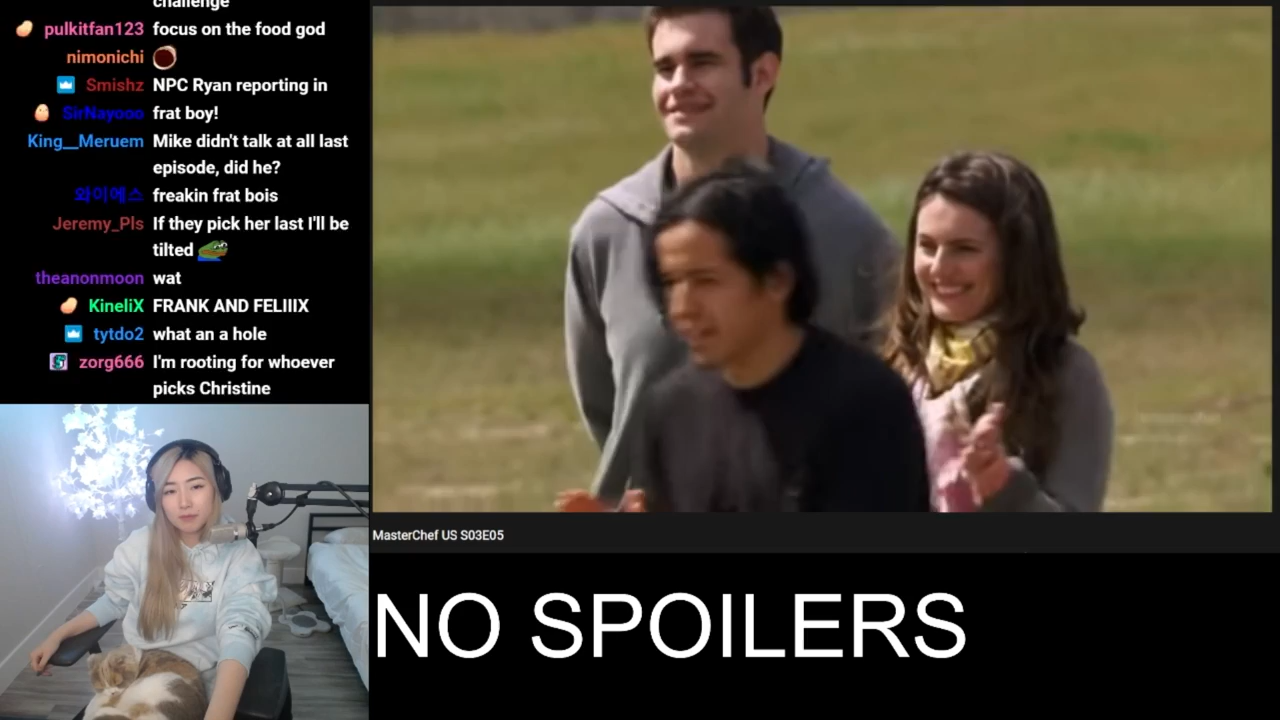 challenge
pulkitfan123 focus on the food god
nimonichi
Smishz NPC Ryan reporting in
SirNayooo frat boy!
King__Meruem Mike didn't talk at all last
episode, did he?
와이에스 freakin frat bois
Jeremy_Pls If they pick her last I'll be
tilted
theanonmoon wat
KineliX FRANK AND FELIIIX
tytdo2 what an a hole
zorg666 I'm rooting for whoever
picks Christine
MasterChef US S03E05
NO SPOILERS